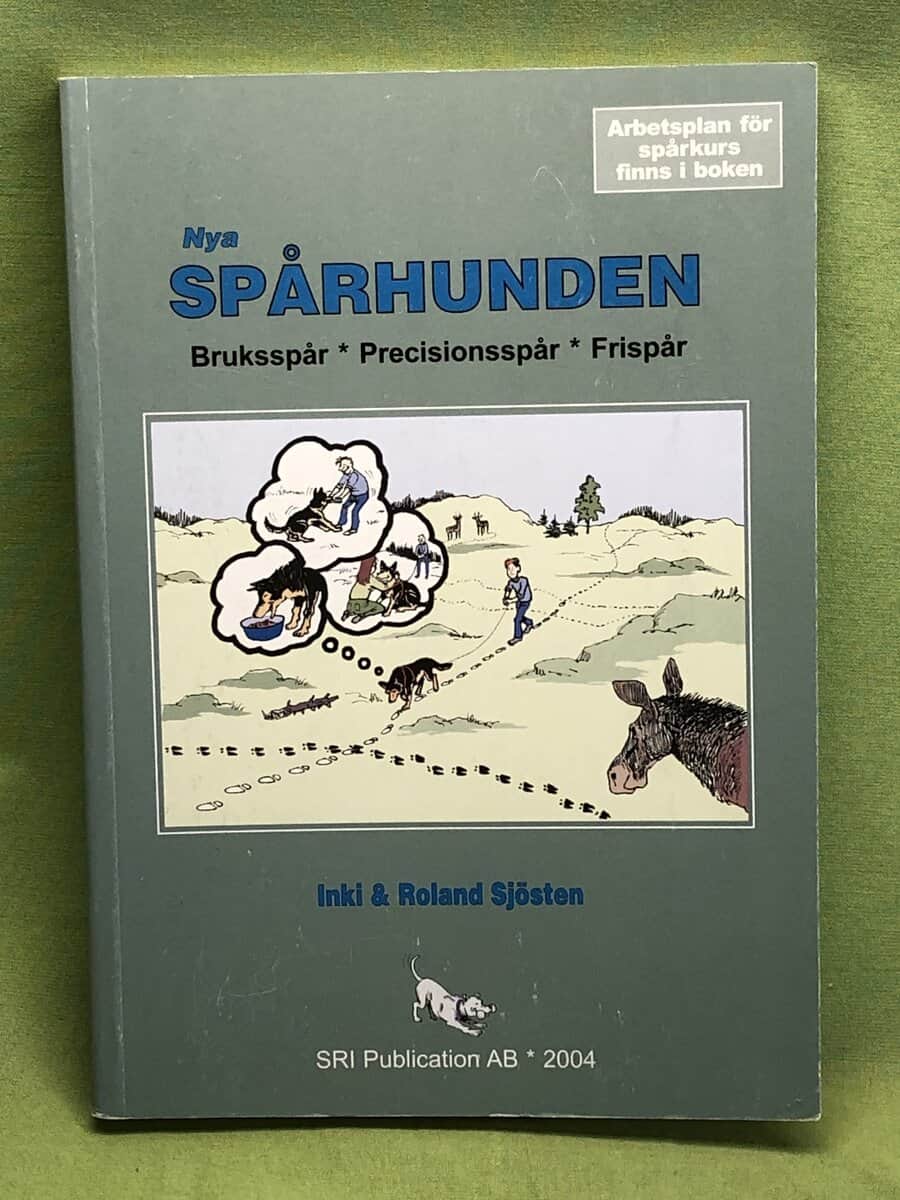 Arbetsplan för
spårkurs
finns i boken
Nya
SPÅRHUNDEN
Bruksspår * Precisionsspår * Frispår
Inki & Roland Sjösten
SRI Publication AB * 2004